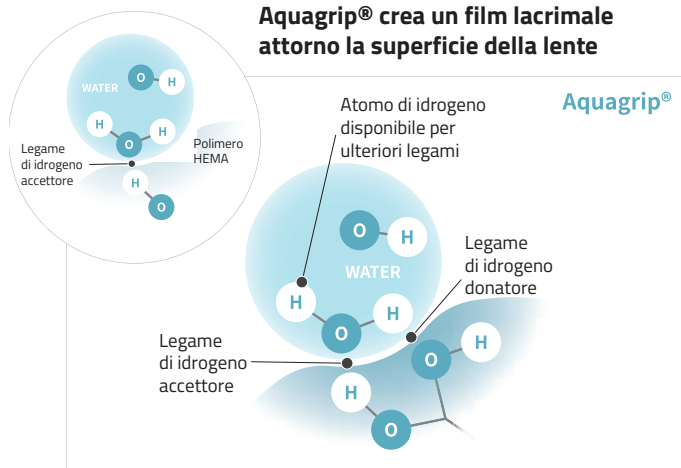 Aquagrip® crea un film lacrimale
attorno la superficie della lente
Aquagrip®
WATER
O
H
H
H
O
Legame
di idrogeno
accettore
Polimero
HEMA
H
O
Atomo di idrogeno
disponibile per
ulteriori legami
O
H
WATER
H
H
O
Legame
di idrogeno
donatore
Legame
di idrogeno
accettore
H
O
O
H